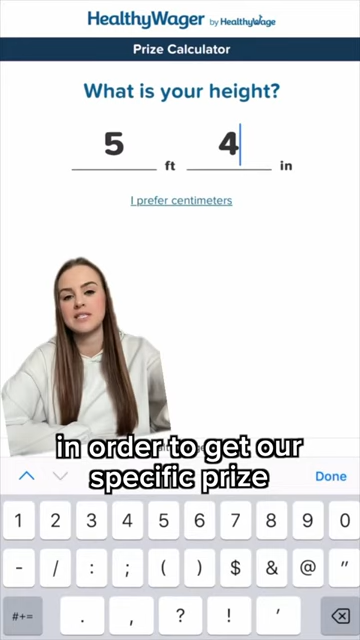 HealthyWager by HealthyWage
Prize Calculator
What is your height?
5 ft 4 in
I prefer centimeters
in order to get our
specific prize
Done
1 2 3 4 5 6 7 8 9 0
- / : ; ( ) $ & @ "
#+= . , ? ! '